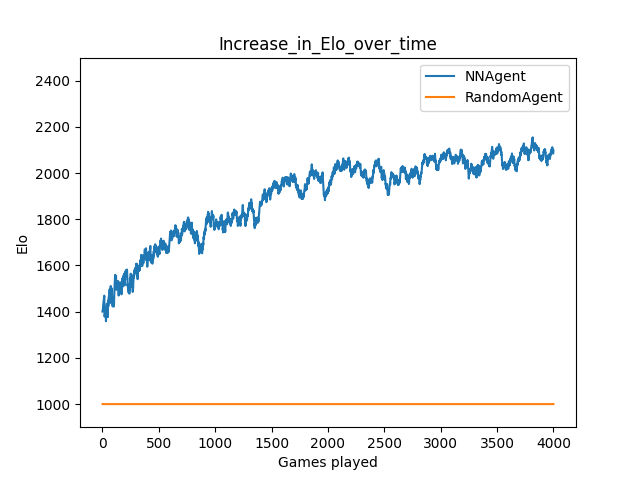 Increase_in_Elo_over_time
NNAgent
RandomAgent
2400
2200
2000
1800
1600
1400
1200
1000
Elo
0 500 1000 1500 2000 2500 3000 3500 4000
Games played